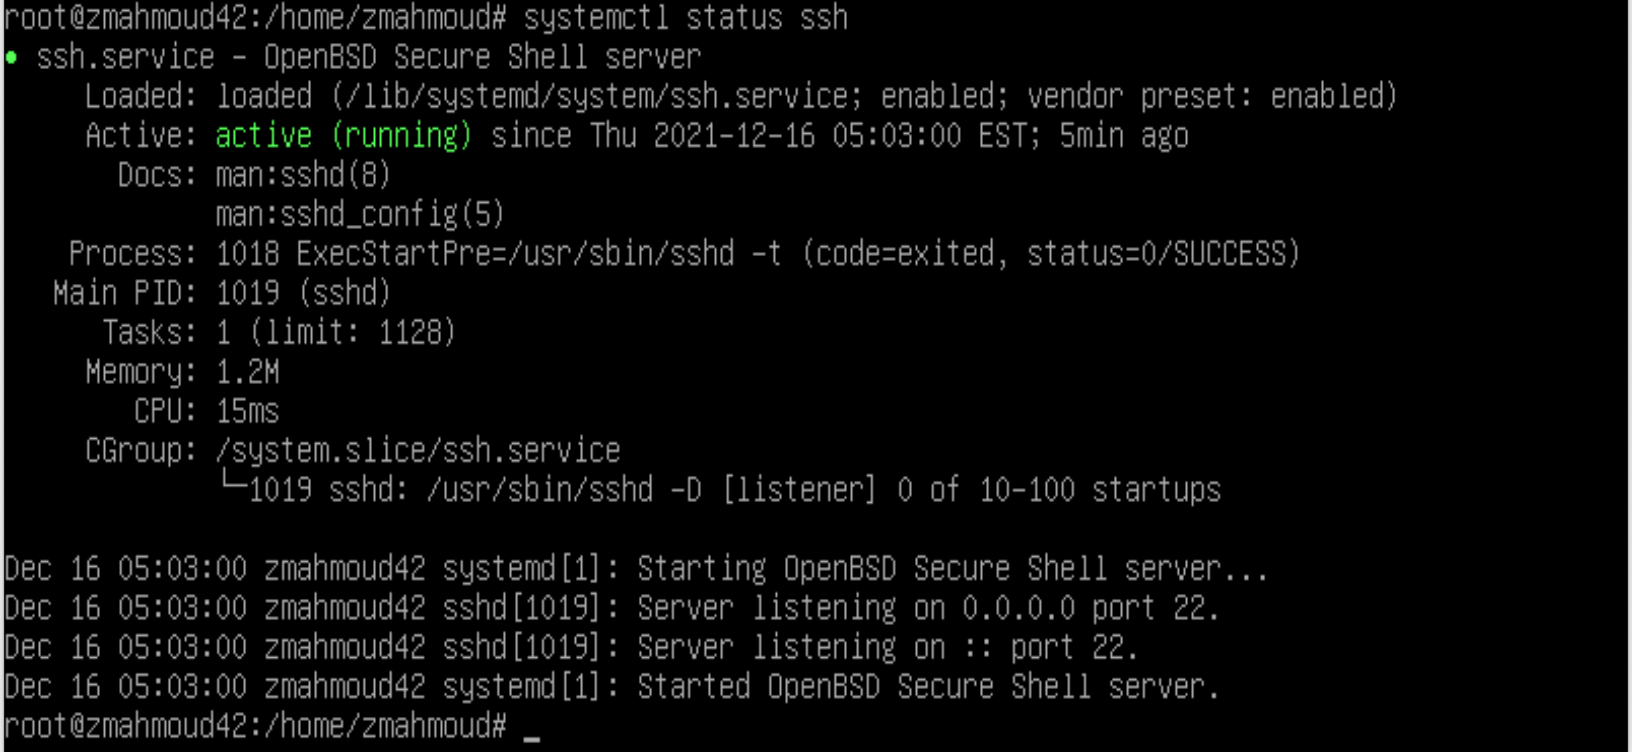 root@zmahmoud42:/home/zmahmoud# systemctl status ssh
● ssh.service – OpenBSD Secure Shell server
Loaded: loaded (/lib/systemd/system/ssh.service; enabled; vendor preset: enabled)
Active: active (running) since Thu 2021-12-16 05:03:00 EST; 5min ago
Docs: man:sshd(8)
man:sshd_config(5)
Process: 1018 ExecStartPre=/usr/sbin/sshd -t (code=exited, status=0/SUCCESS)
Main PID: 1019 (sshd)
Tasks: 1 (limit: 1128)
Memory: 1.2M
CPU: 15ms
CGroup: /system.slice/ssh.service
└─1019 sshd: /usr/sbin/sshd -D [listener] 0 of 10-100 startups
Dec 16 05:03:00 zmahmoud42 systemd[1]: Starting OpenBSD Secure Shell server...
Dec 16 05:03:00 zmahmoud42 sshd[1019]: Server listening on 0.0.0.0 port 22.
Dec 16 05:03:00 zmahmoud42 sshd[1019]: Server listening on :: port 22.
Dec 16 05:03:00 zmahmoud42 systemd[1]: Started OpenBSD Secure Shell server.
root@zmahmoud42:/home/zmahmoud# _